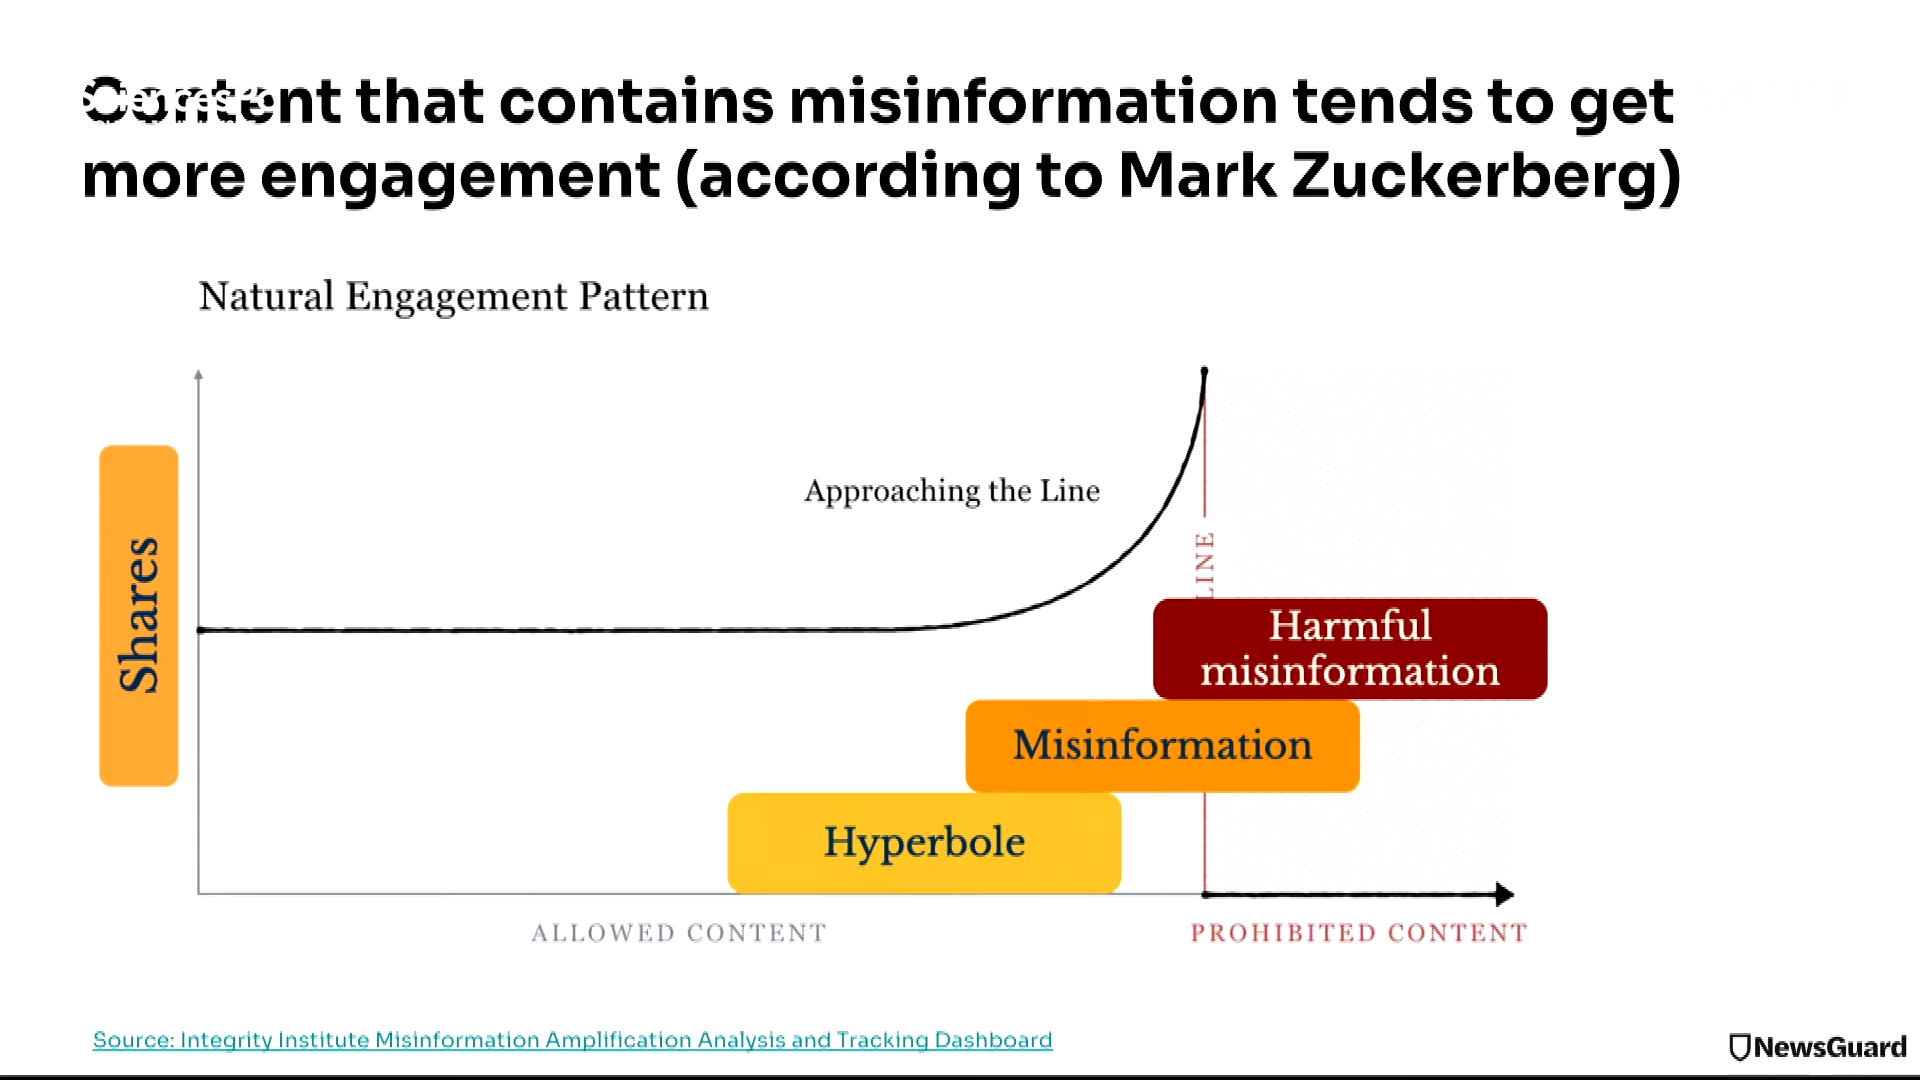 Content that contains misinformation tends to get
more engagement (according to Mark Zuckerberg)
Natural Engagement Pattern
Approaching the Line
Shares
LINE
Harmful
misinformation
Misinformation
Hyperbole
ALLOWED CONTENT
PROHIBITED CONTENT
Source: Integrity Institute Misinformation Amplification Analysis and Tracking Dashboard
NewsGuard